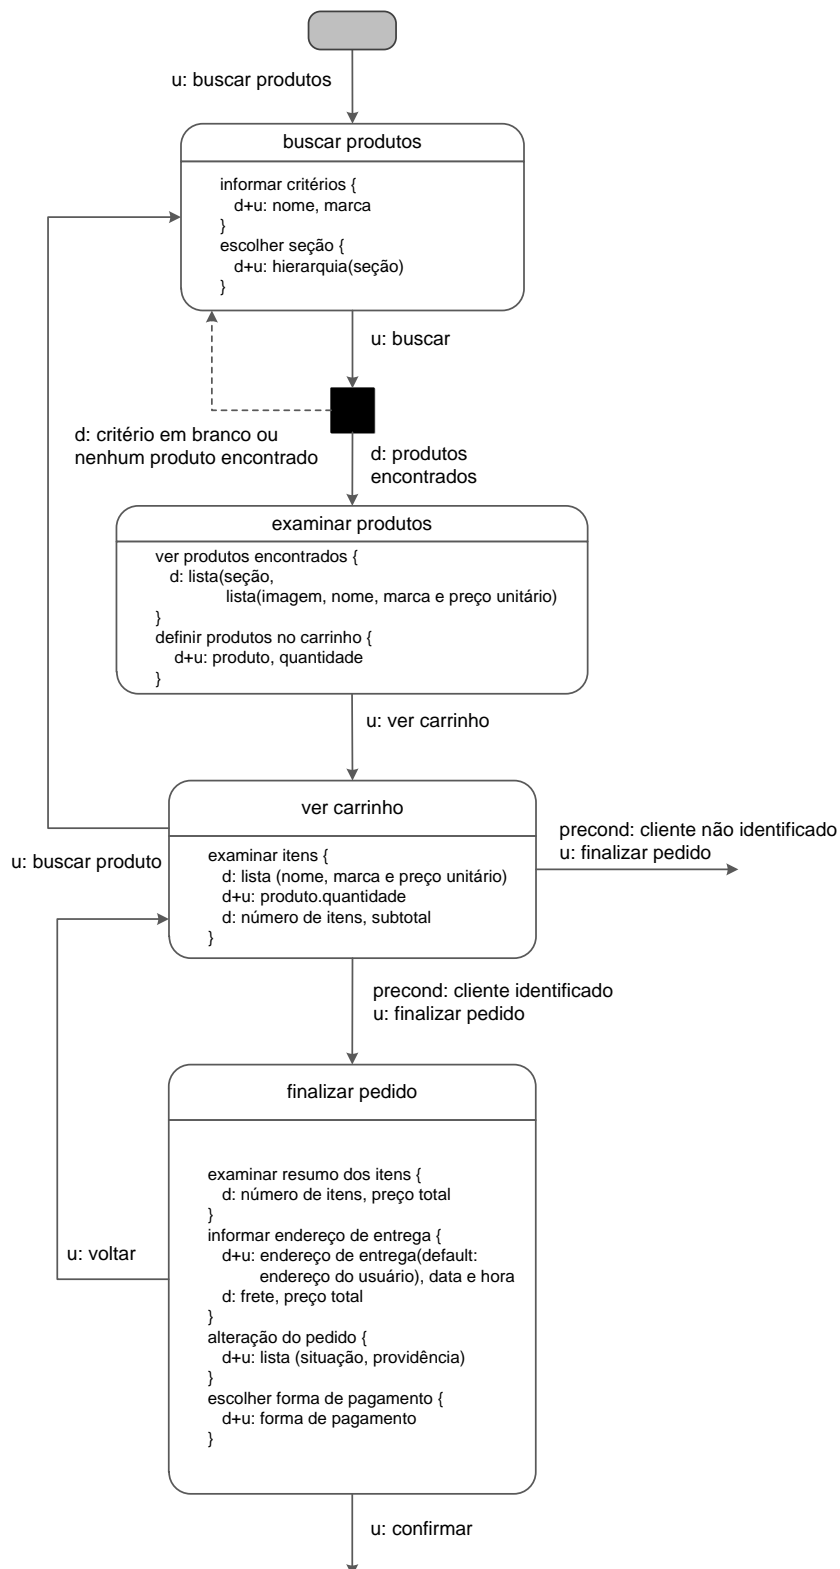 u: buscar produtos
buscar produtos
informar critérios {
d+u: nome, marca
}
escolher seção {
d+u: hierarquia(seção)
}
u: buscar
d: critério em branco ou
nenhum produto encontrado
d: produtos
encontrados
examinar produtos
ver produtos encontrados {
d: lista(seção,
lista(imagem, nome, marca e preço unitário)
}
definir produtos no carrinho {
d+u: produto, quantidade
}
u: ver carrinho
ver carrinho
examinar itens {
d: lista (nome, marca e preço unitário)
d+u: produto.quantidade
d: número de itens, subtotal
}
u: buscar produto
precond: cliente não identificado
u: finalizar pedido
precond: cliente identificado
u: finalizar pedido
finalizar pedido
examinar resumo dos itens {
d: número de itens, preço total
}
informar endereço de entrega {
d+u: endereço de entrega(default:
endereço do usuário), data e hora
d: frete, preço total
}
alteração do pedido {
d+u: lista (situação, providência)
}
escolher forma de pagamento {
d+u: forma de pagamento
}
u: voltar
u: confirmar